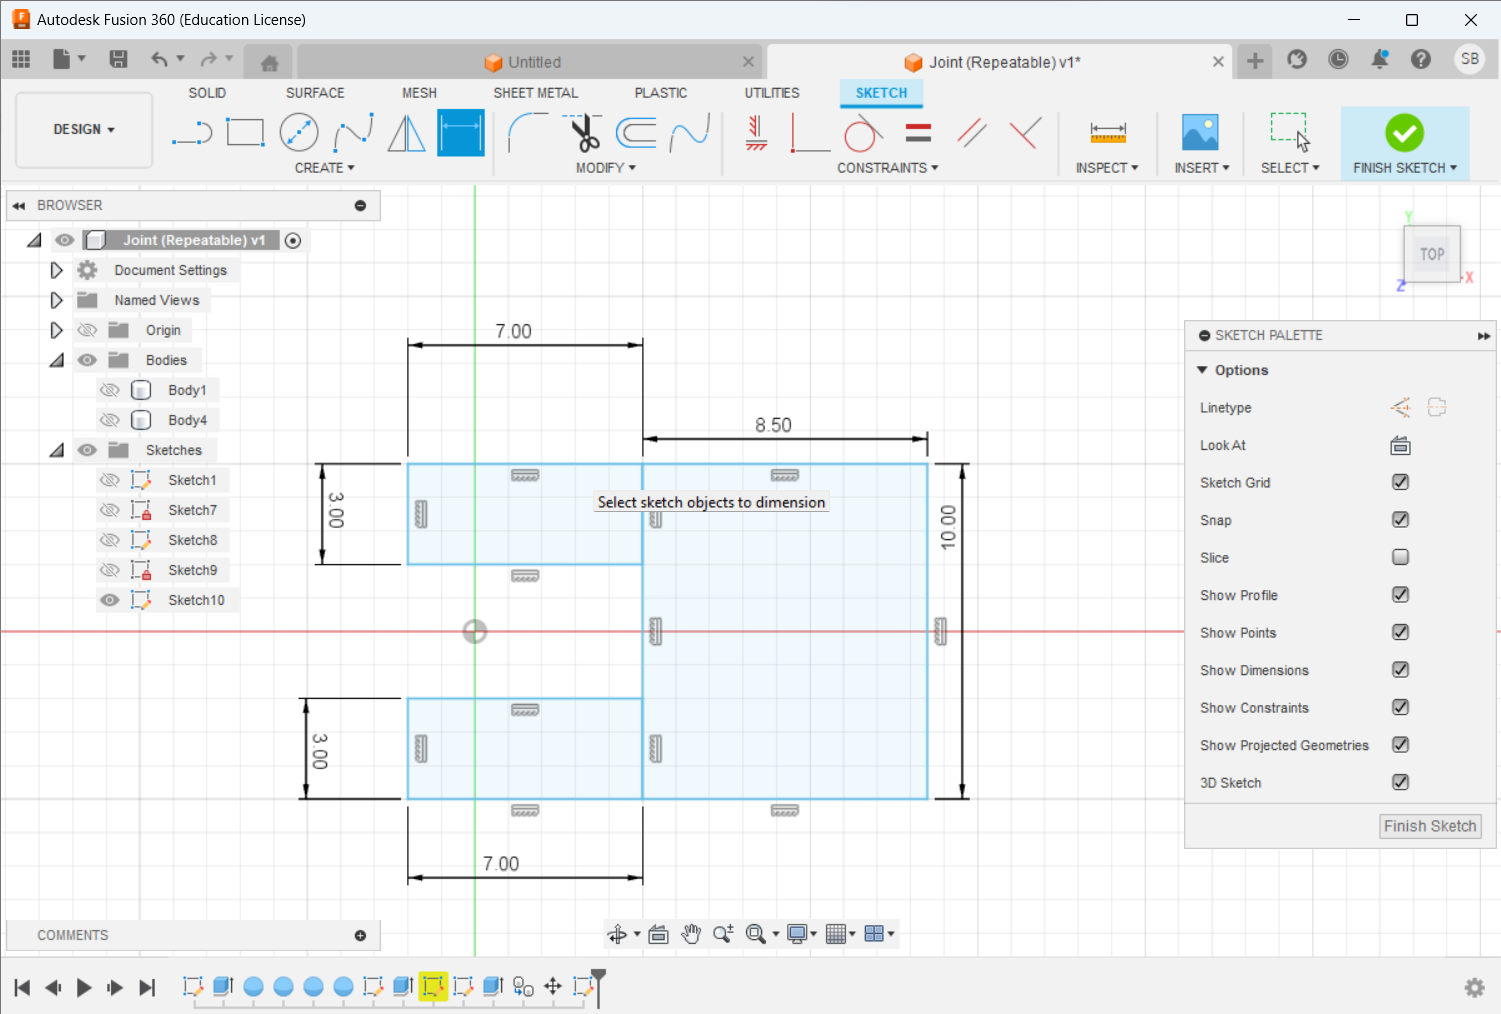 Autodesk Fusion 360 (Education License)
Untitled
Joint (Repeatable) v1*
SB
SOLID
SURFACE
MESH
SHEET METAL
PLASTIC
UTILITIES
SKETCH
DESIGN
CREATE
MODIFY
CONSTRAINTS
INSPECT
INSERT
SELECT
FINISH SKETCH
BROWSER
Joint (Repeatable) v1
Document Settings
Named Views
Origin
Bodies
Body1
Body4
Sketches
Sketch1
Sketch7
Sketch8
Sketch9
Sketch10
Y
TOP
X
Z
7.00
8.50
3.00
Select sketch objects to dimension
10.00
3.00
7.00
SKETCH PALETTE
Options
Linetype
Look At
Sketch Grid
Snap
Slice
Show Profile
Show Points
Show Dimensions
Show Constraints
Show Projected Geometries
3D Sketch
Finish Sketch
COMMENTS